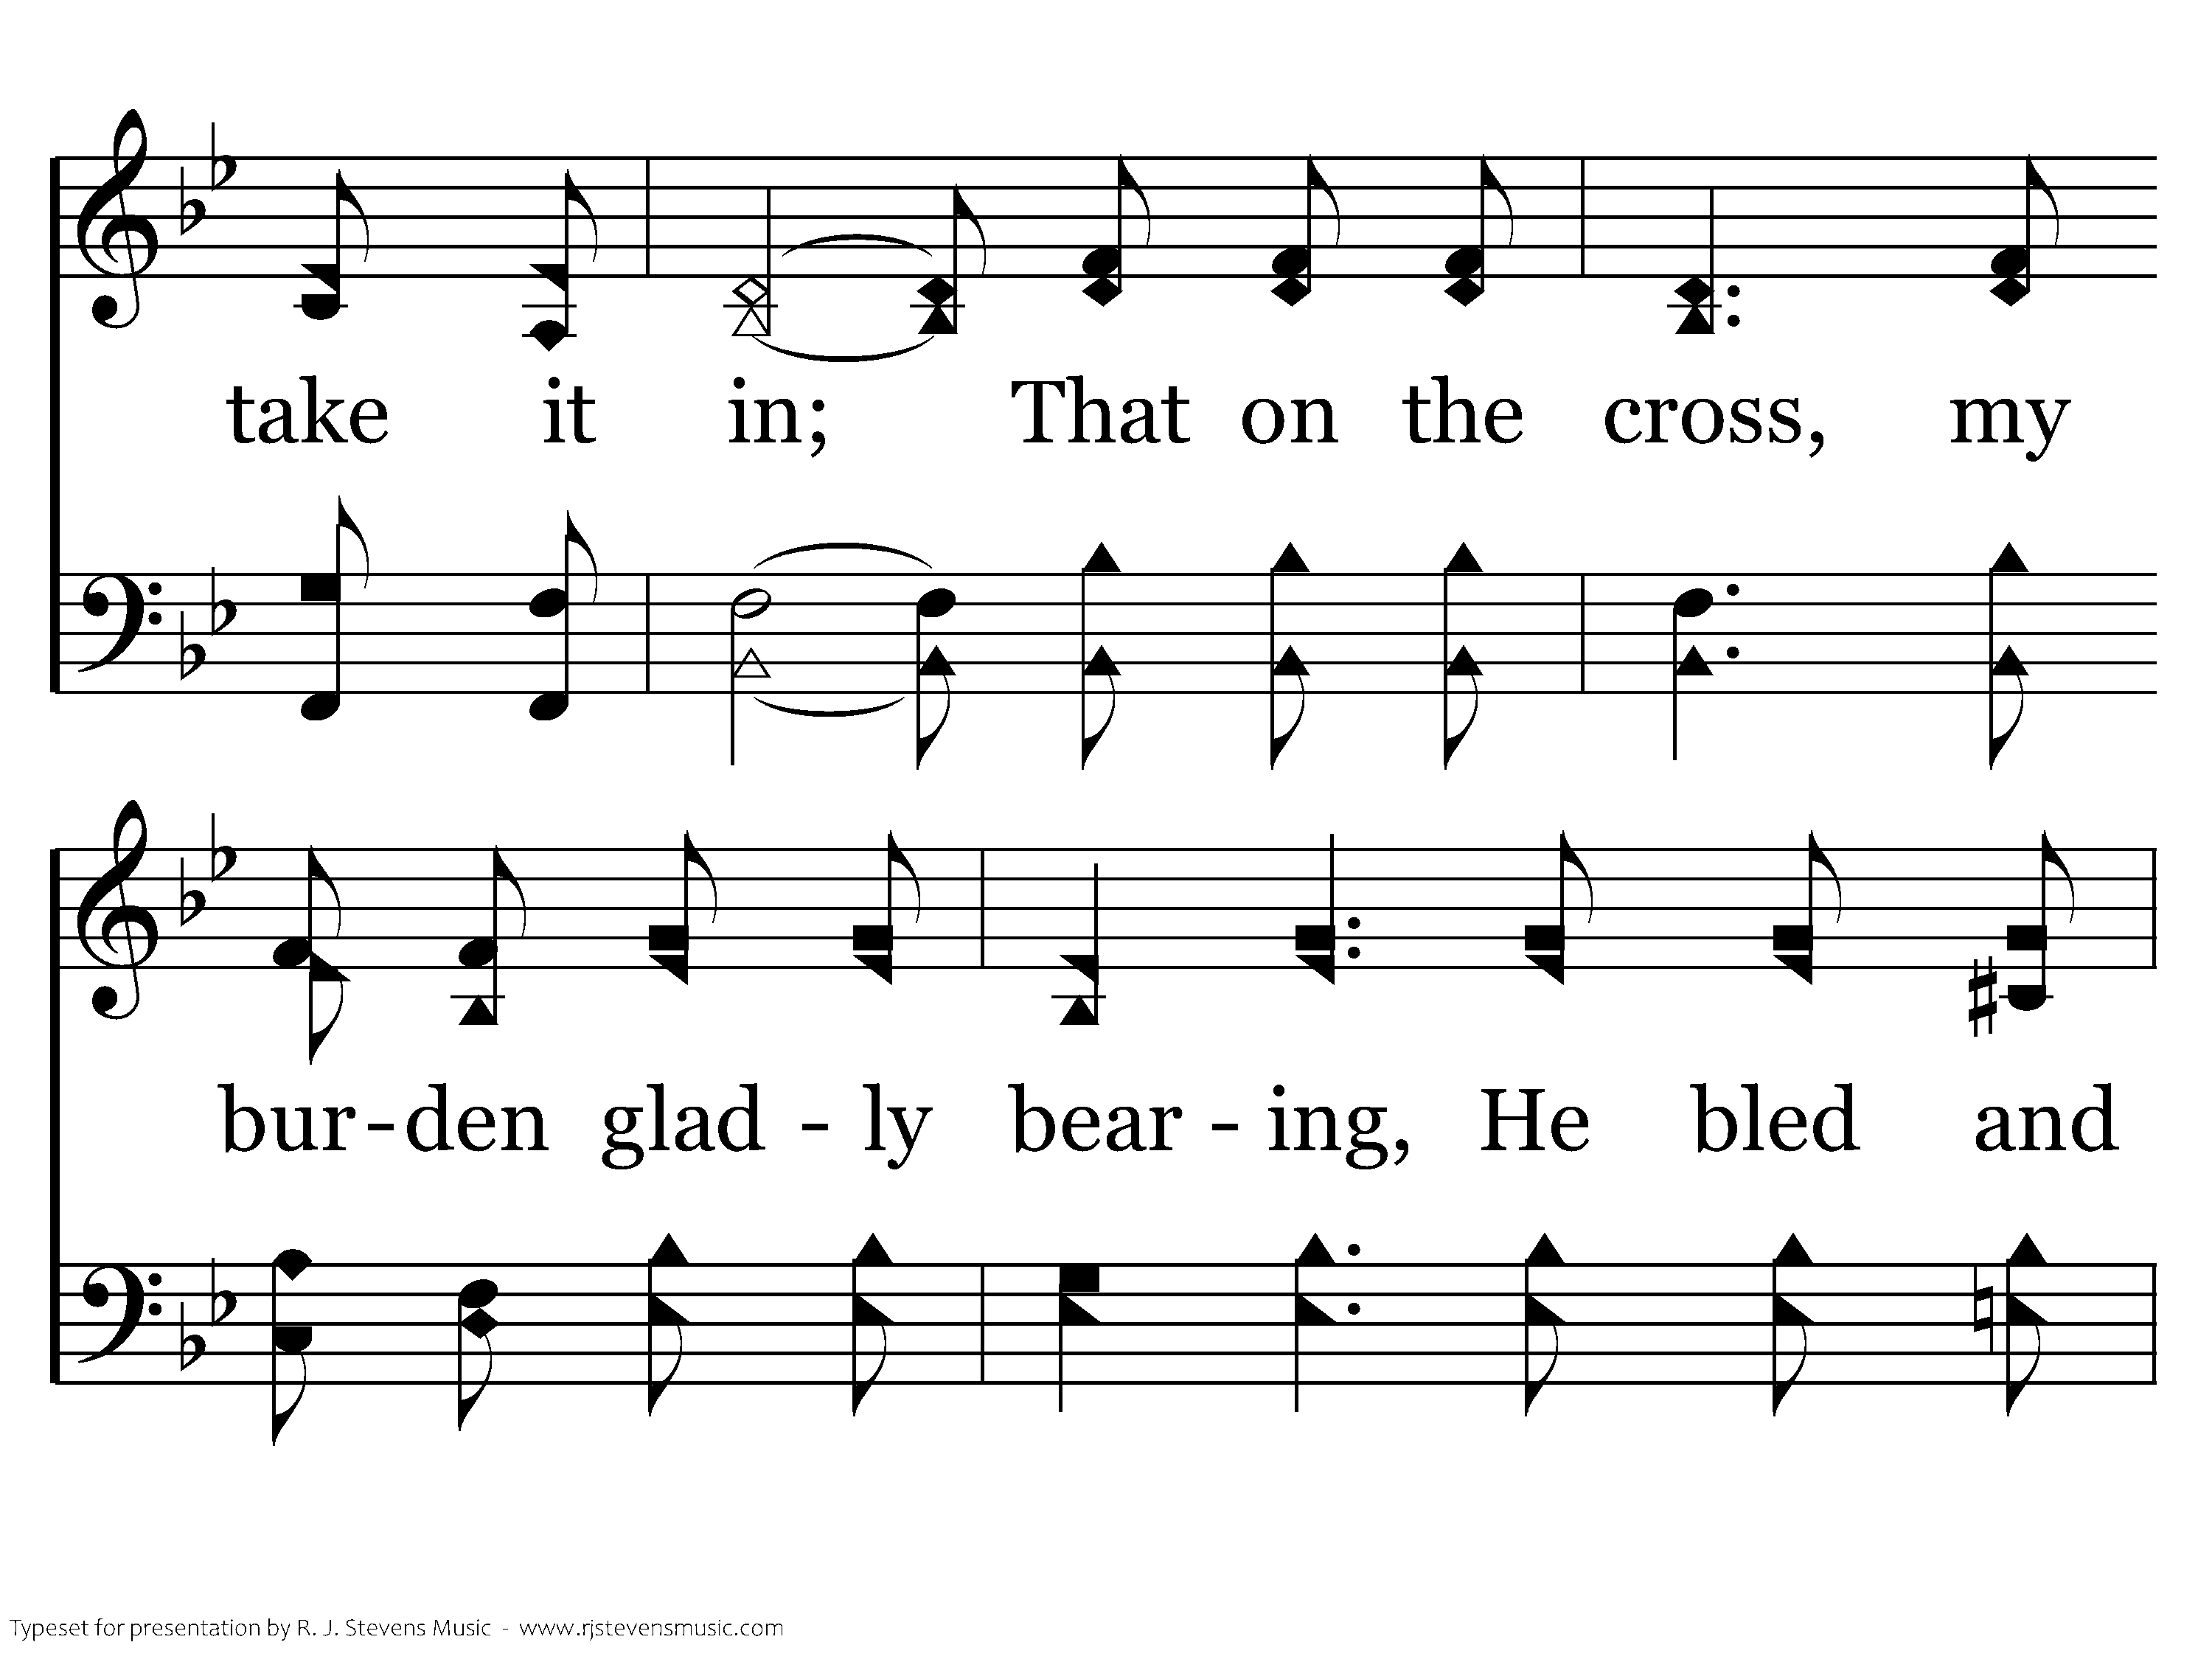 take it in; That on the cross, my
bur-den glad - ly bear - ing, He bled and
Typeset for presentation by R. J. Stevens Music - www.rjstevensmusic.com